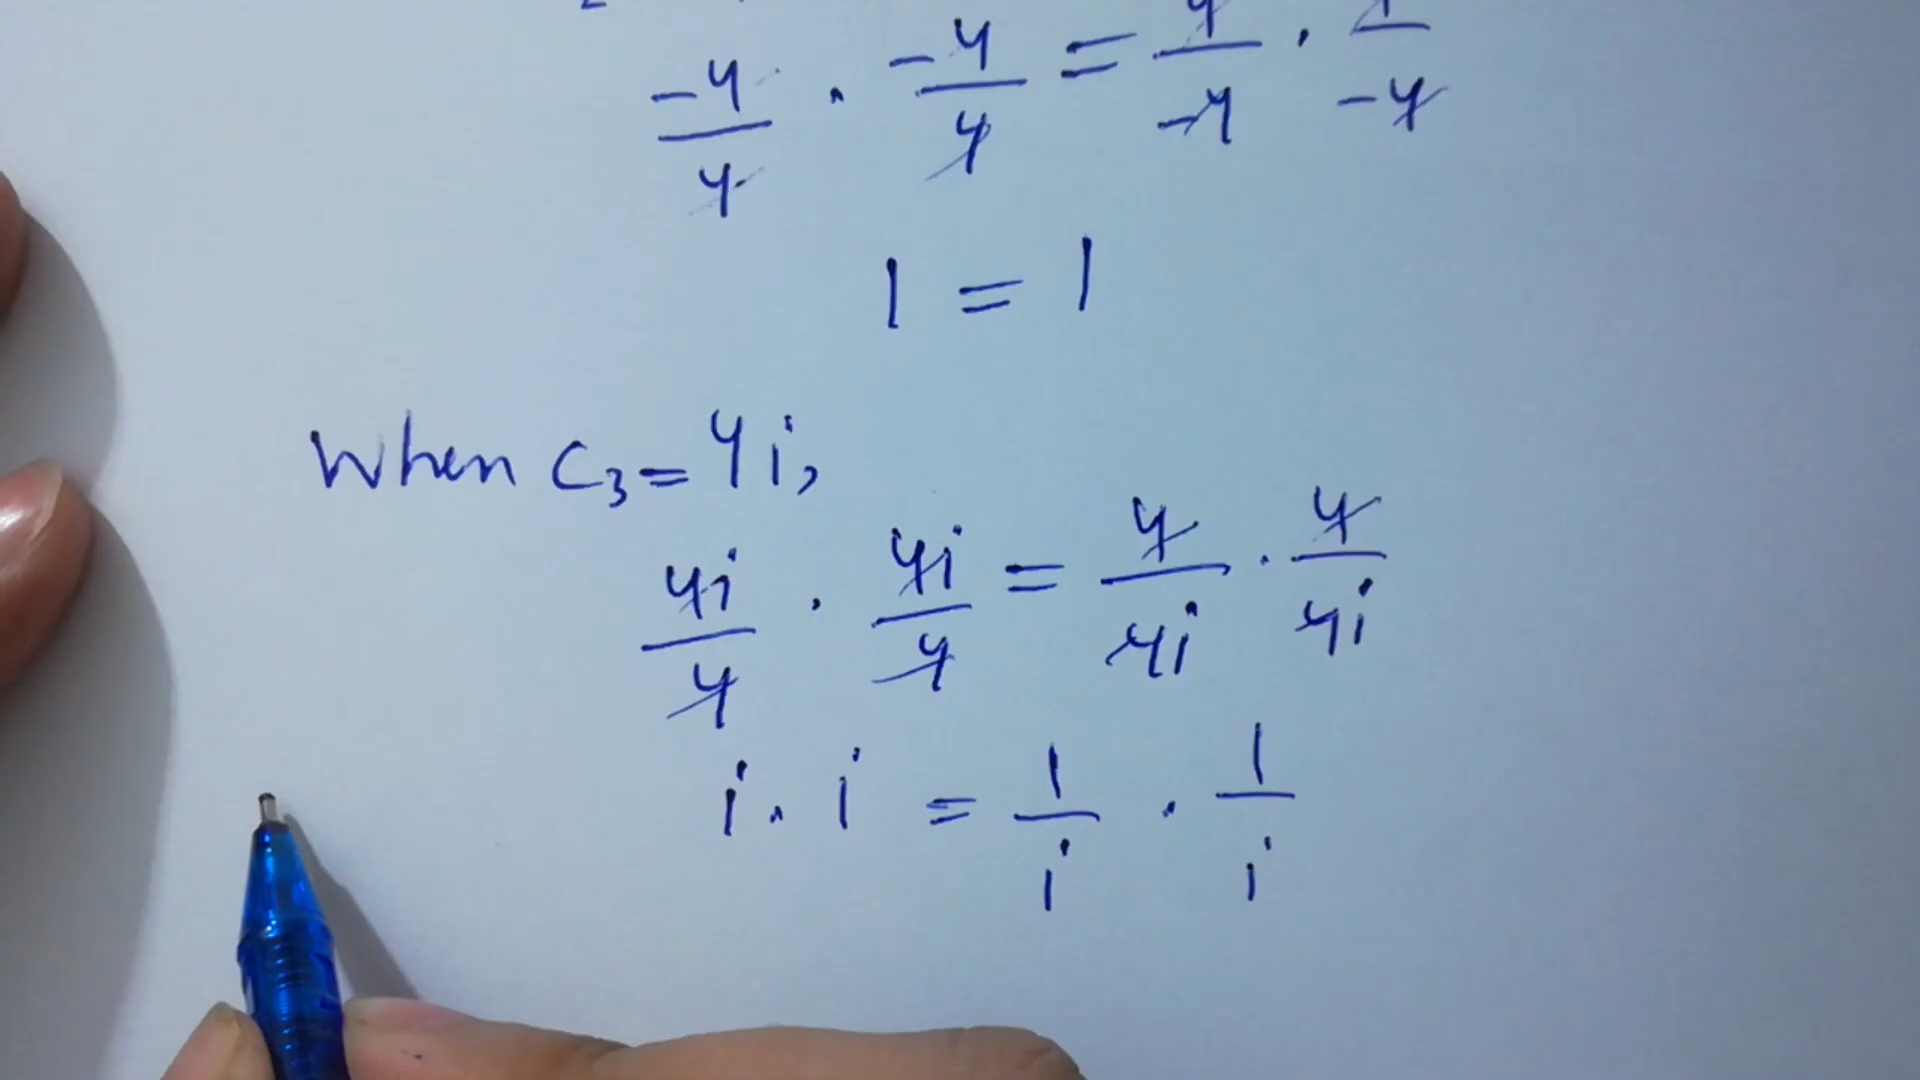 -4/4 · -4/4 = 4/-4 · 4/-4
1 = 1
When C₃ = 4i,
4i/4 · 4i/4 = 4/4i · 4/4i
i · i = 1/i · 1/i